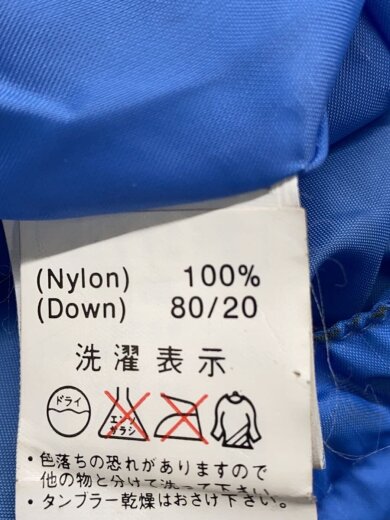 (Nylon) 100%
(Down) 80/20
洗濯表示
ドライ
エンソ
サラシ
・色落ちの恐れがありますので
他の物と分けて洗って下さい。
・タンブラー乾燥はおさけ下さい。